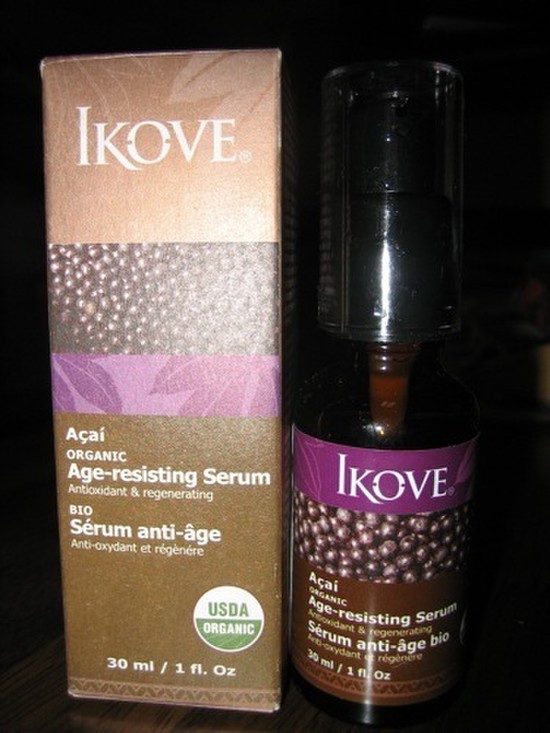 IKOVE®
Açaí
ORGANIC
Age-resisting Serum
Antioxidant & regenerating
BIO
Sérum anti-âge
Anti-oxydant et régénére
USDA
ORGANIC
30 ml / 1 fl. Oz
IKOVE®
Açaí
ORGANIC
Age-resisting Serum
Antioxidant & regenerating
Sérum anti-âge bio
Anti-oxydant et régénére
30 ml / 1 fl. Oz